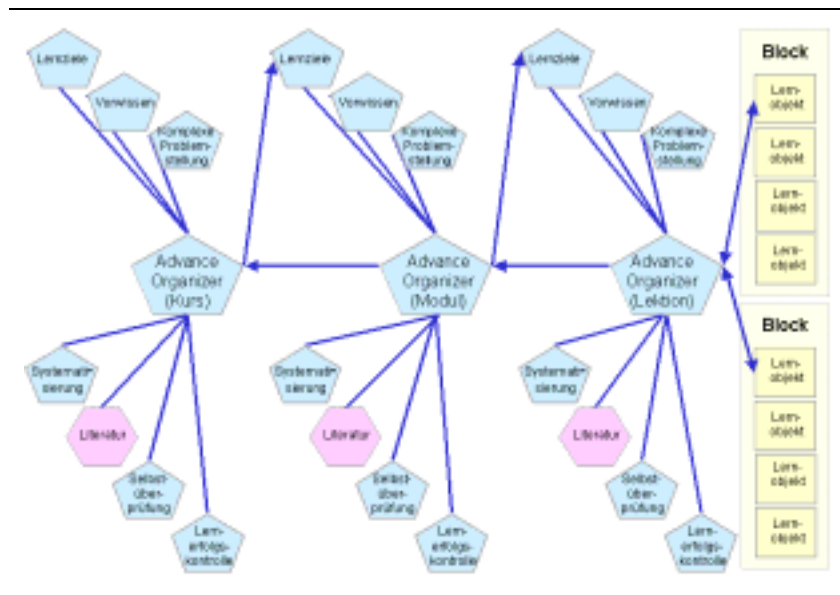 Lernziele
Vorwissen
Komplexe
Problem-
stellung
Advance
Organizer
(Kurs)
Systemati-
sierung
Literatur
Selbst-
über-
prüfung
Lern-
erfolgs-
kontrolle
Lernziele
Vorwissen
Komplexe
Problem-
stellung
Advance
Organizer
(Modul)
Systemati-
sierung
Literatur
Selbst-
über-
prüfung
Lern-
erfolgs-
kontrolle
Lernziele
Vorwissen
Komplexe
Problem-
stellung
Advance
Organizer
(Lektion)
Systemati-
sierung
Literatur
Selbst-
über-
prüfung
Lern-
erfolgs-
kontrolle
Block
Lern-
objekt
Lern-
objekt
Lern-
objekt
Lern-
objekt
Block
Lern-
objekt
Lern-
objekt
Lern-
objekt
Lern-
objekt